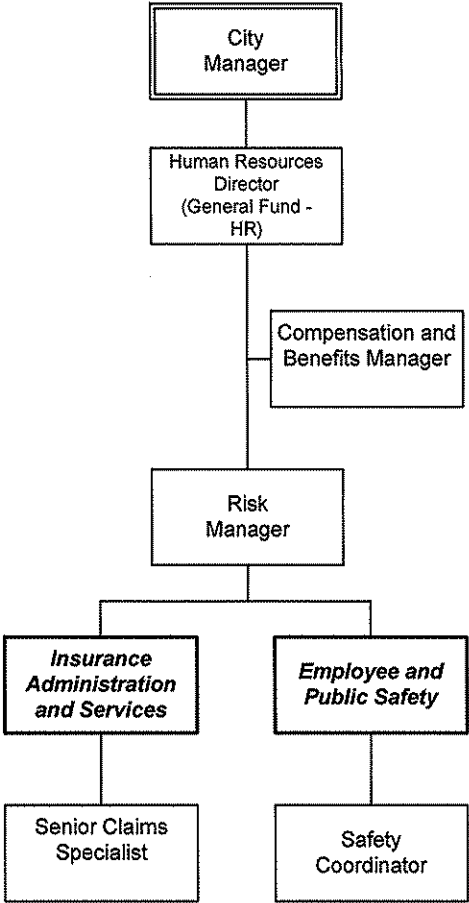 City
Manager
Human Resources
Director
(General Fund -
HR)
Compensation and
Benefits Manager
Risk
Manager
Insurance
Administration
and Services
Employee and
Public Safety
Senior Claims
Specialist
Safety
Coordinator